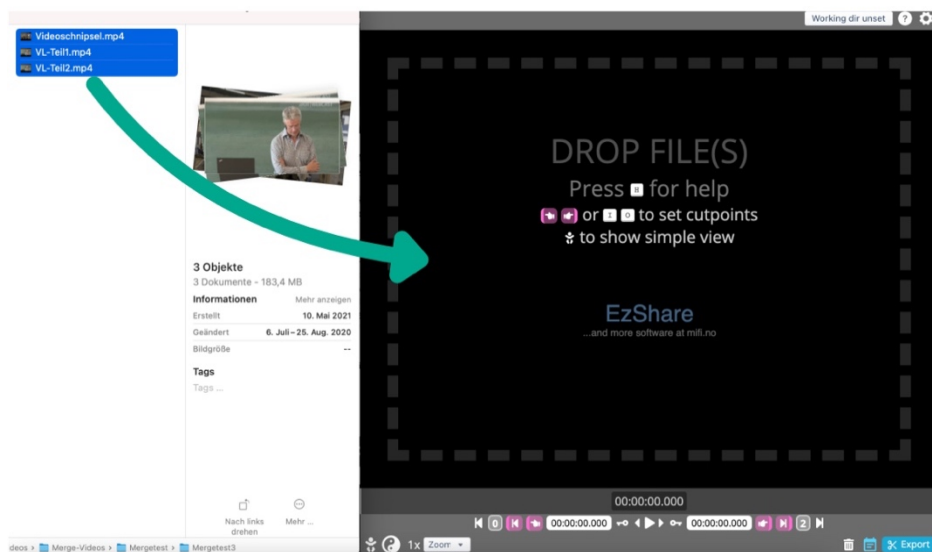 Videoschnipsel.mp4
VL-Teil1.mp4
VL-Teil2.mp4
3 Objekte
3 Dokumente - 183,4 MB
Informationen Mehr anzeigen
Erstellt 10. Mai 2021
Geändert 6. Juli – 25. Aug. 2020
Bildgröße --
Tags
Tags ...
Nach links
drehen
Mehr ...
deos › Merge-Videos › Mergetest › Mergetest3
Working dir unset ?
DROP FILE(S)
Press H for help
or I O to set cutpoints
to show simple view
EzShare
...and more software at mifi.no
00:00:00.000
0 00:00:00.000 00:00:00.000 2
1x Zoom Export